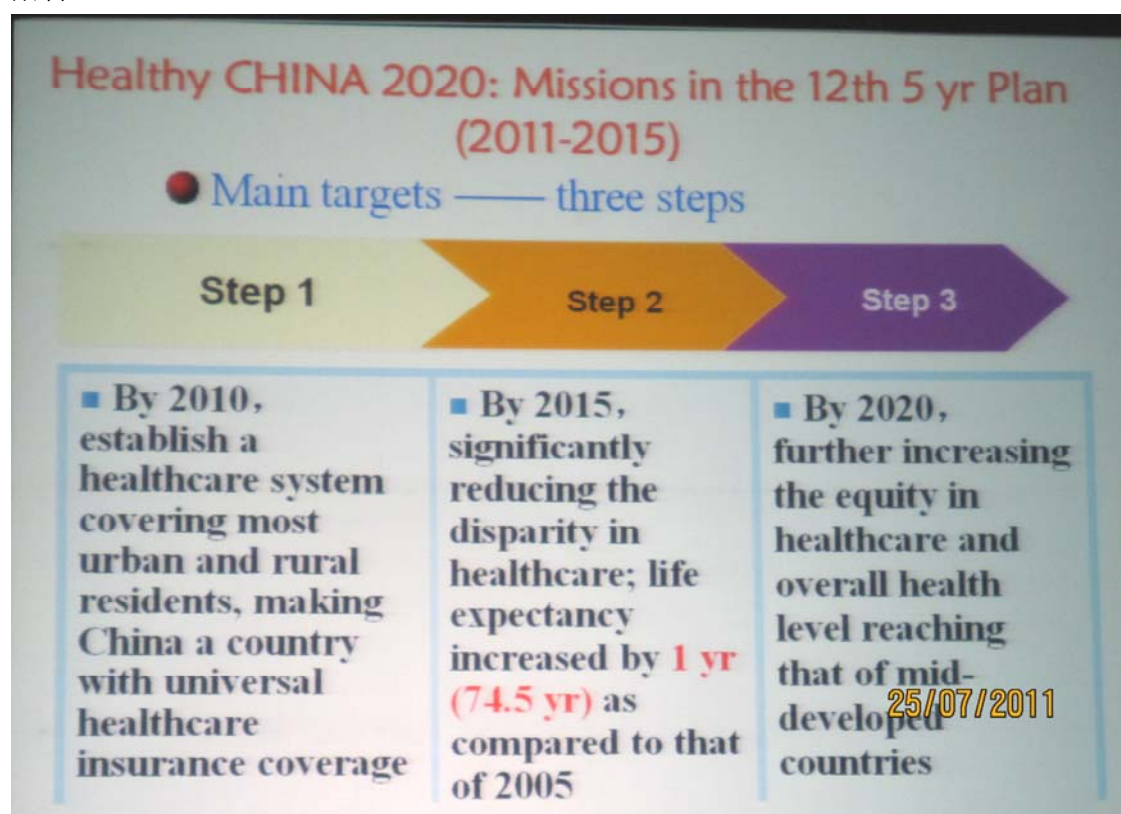 Healthy CHINA 2020: Missions in the 12th 5 yr Plan
(2011-2015)
Main targets —— three steps
Step 1
Step 2
Step 3
■ By 2010,
establish a
healthcare system
covering most
urban and rural
residents, making
China a country
with universal
healthcare
insurance coverage
■ By 2015,
significantly
reducing the
disparity in
healthcare; life
expectancy
increased by 1 yr
(74.5 yr) as
compared to that
of 2005
■ By 2020,
further increasing
the equity in
healthcare and
overall health
level reaching
that of mid-
developed
countries
25/07/2011